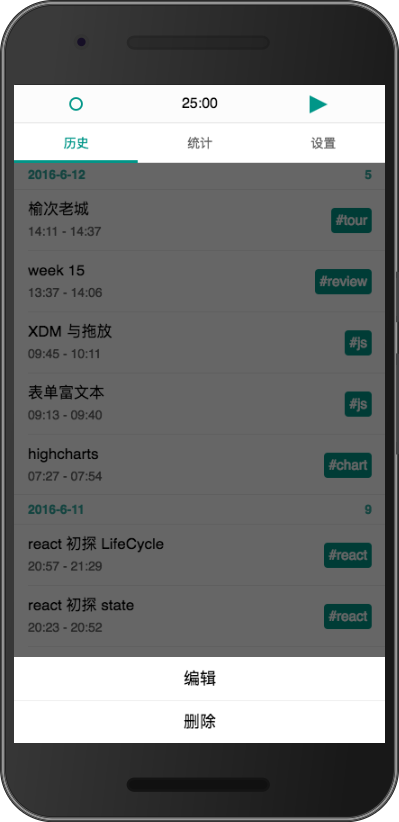 25:00
历史 统计 设置
2016-6-12 5
榆次老城
14:11 - 14:37
#tour
week 15
13:37 - 14:06
#review
XDM 与拖放
09:45 - 10:11
#js
表单富文本
09:13 - 09:40
#js
highcharts
07:27 - 07:54
#chart
2016-6-11 9
react 初探 LifeCycle
20:57 - 21:29
#react
react 初探 state
20:23 - 20:52
#react
编辑
删除